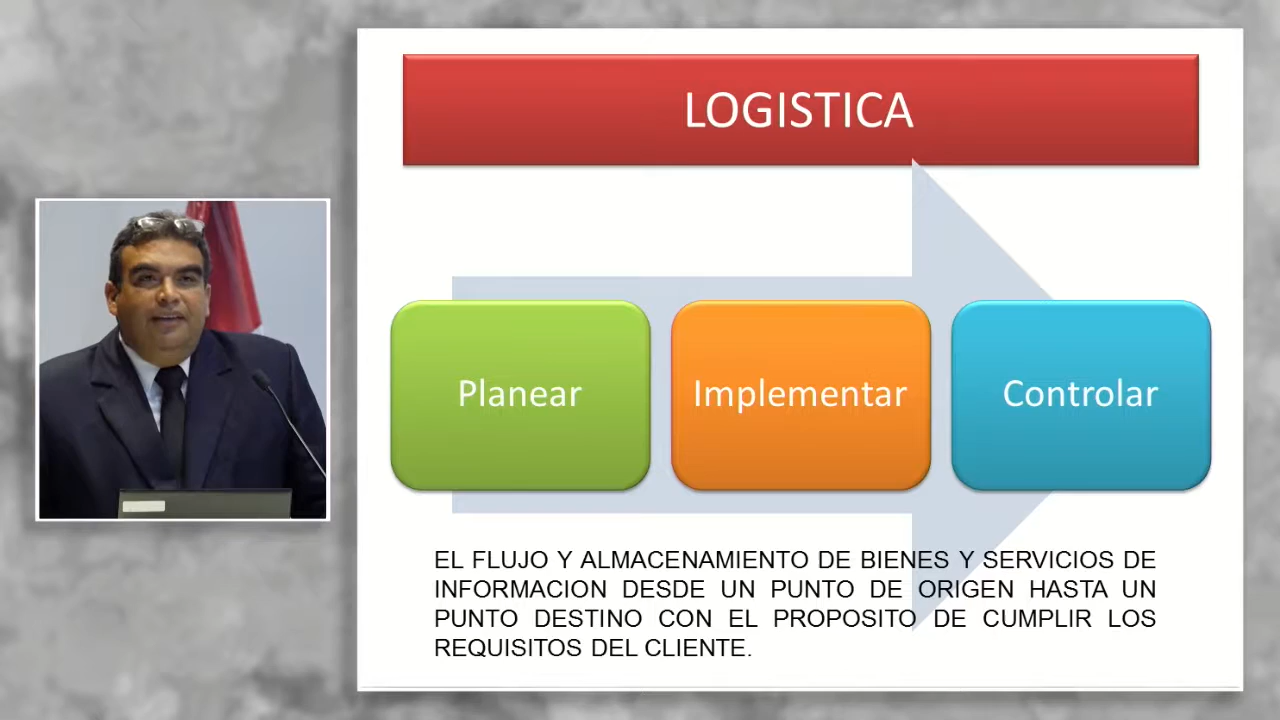 LOGISTICA
Planear
Implementar
Controlar
EL FLUJO Y ALMACENAMIENTO DE BIENES Y SERVICIOS DE
INFORMACION DESDE UN PUNTO DE ORIGEN HASTA UN
PUNTO DESTINO CON EL PROPOSITO DE CUMPLIR LOS
REQUISITOS DEL CLIENTE.